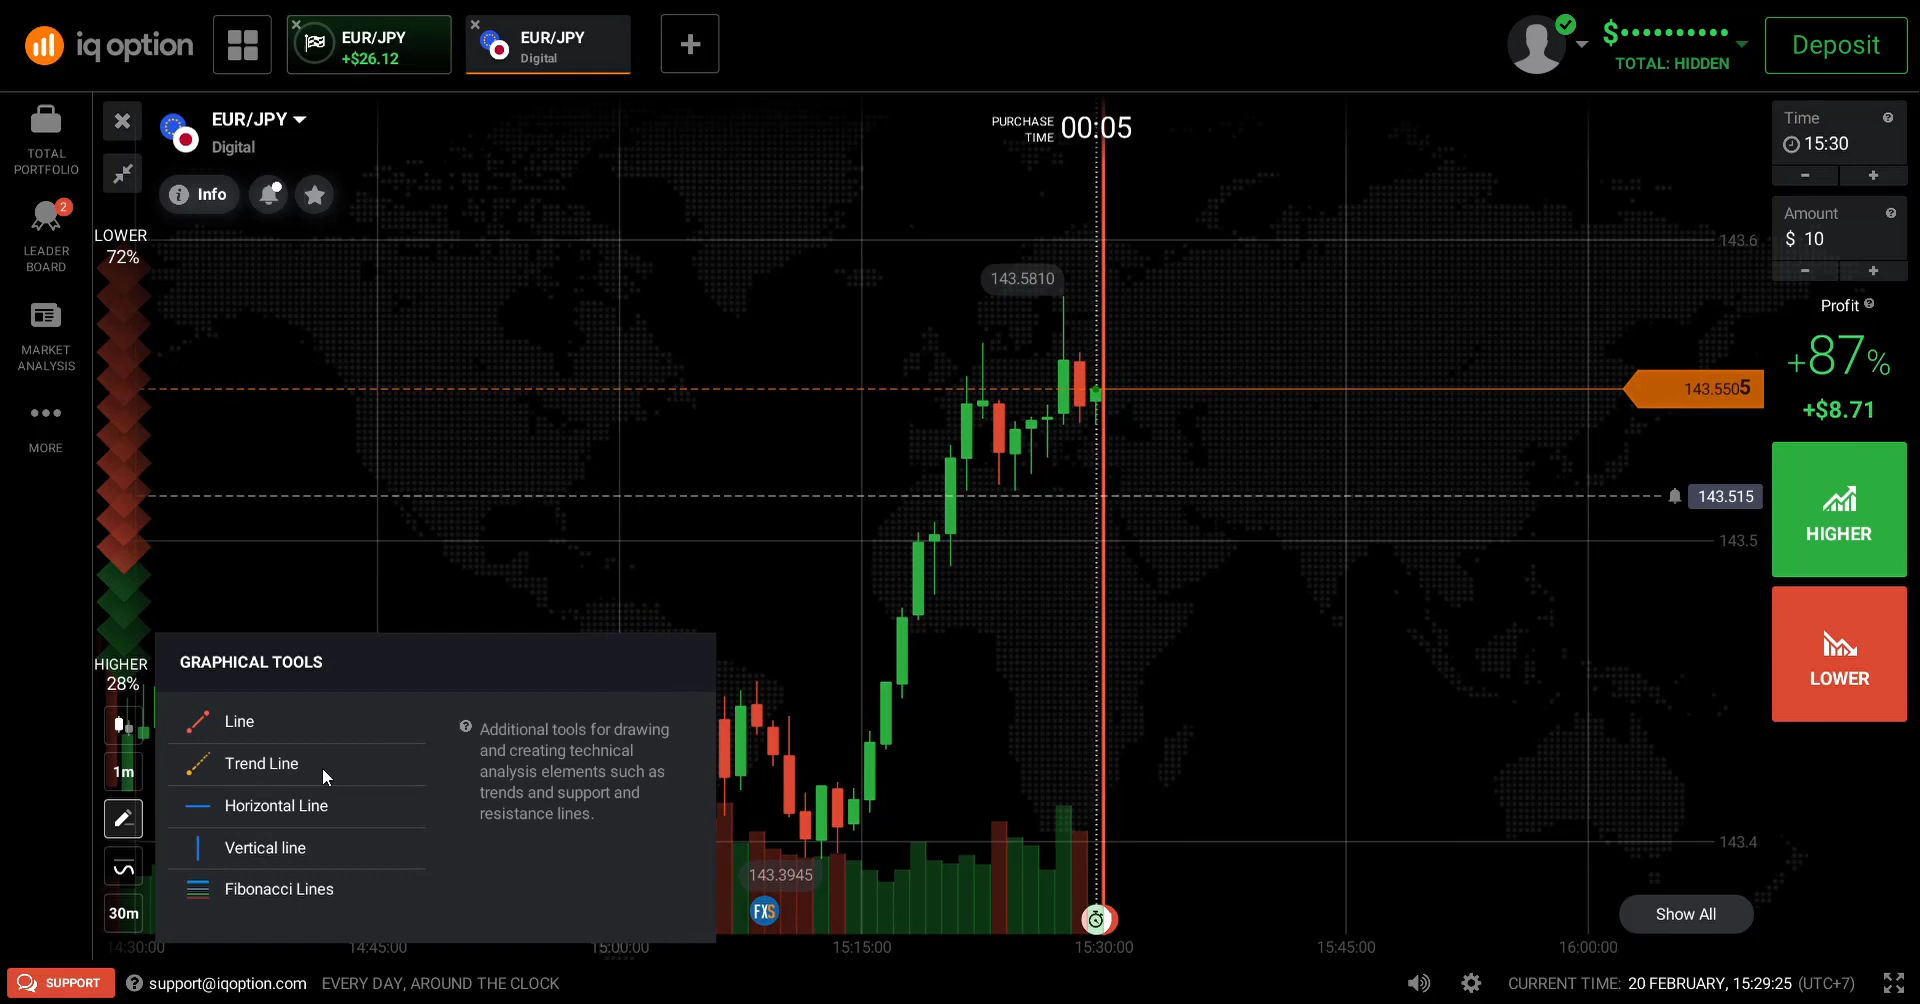 iq option
EUR/JPY
+$26.12
EUR/JPY
Digital
$
TOTAL: HIDDEN
Deposit
TOTAL
PORTFOLIO
2
LEADER
BOARD
MARKET
ANALYSIS
MORE
EUR/JPY
Digital
Info
PURCHASE
TIME
00:05
LOWER
72%
HIGHER
28%
143.5810
143.3945
143.6
143.5505
143.515
143.5
143.4
Time
15:30
-
+
Amount
$ 10
-
+
Profit
+87%
+$8.71
HIGHER
LOWER
GRAPHICAL TOOLS
Line
Trend Line
Horizontal Line
Vertical line
Fibonacci Lines
Additional tools for drawing
and creating technical
analysis elements such as
trends and support and
resistance lines.
1m
30m
FXS
Show All
14:30:00
14:45:00
15:00:00
15:15:00
15:30:00
15:45:00
16:00:00
SUPPORT
support@iqoption.com
EVERY DAY, AROUND THE CLOCK
CURRENT TIME: 20 FEBRUARY, 15:29:25 (UTC+7)